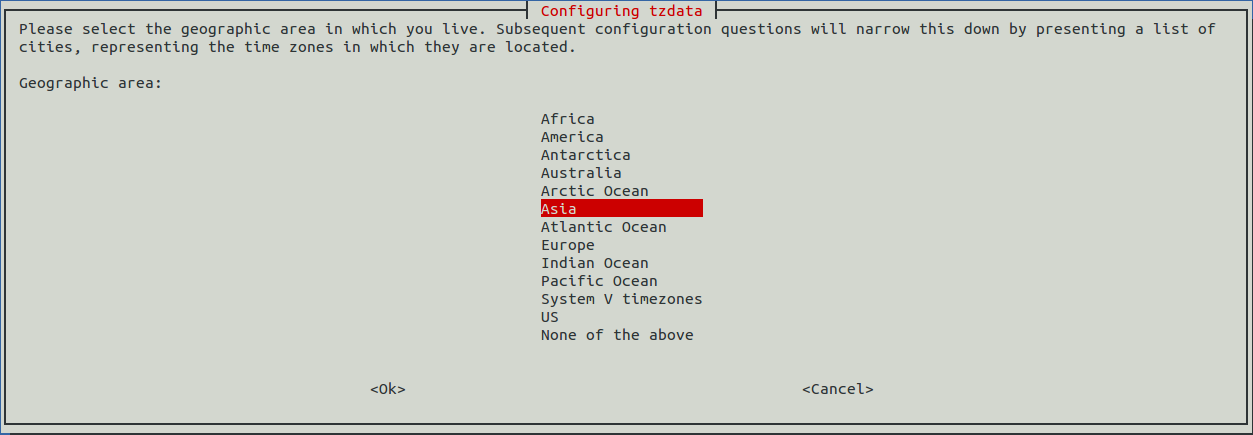 Configuring tzdata
Please select the geographic area in which you live. Subsequent configuration questions will narrow this down by presenting a list of
cities, representing the time zones in which they are located.
Geographic area:
Africa
America
Antarctica
Australia
Arctic Ocean
Asia
Atlantic Ocean
Europe
Indian Ocean
Pacific Ocean
System V timezones
US
None of the above
<Ok> <Cancel>